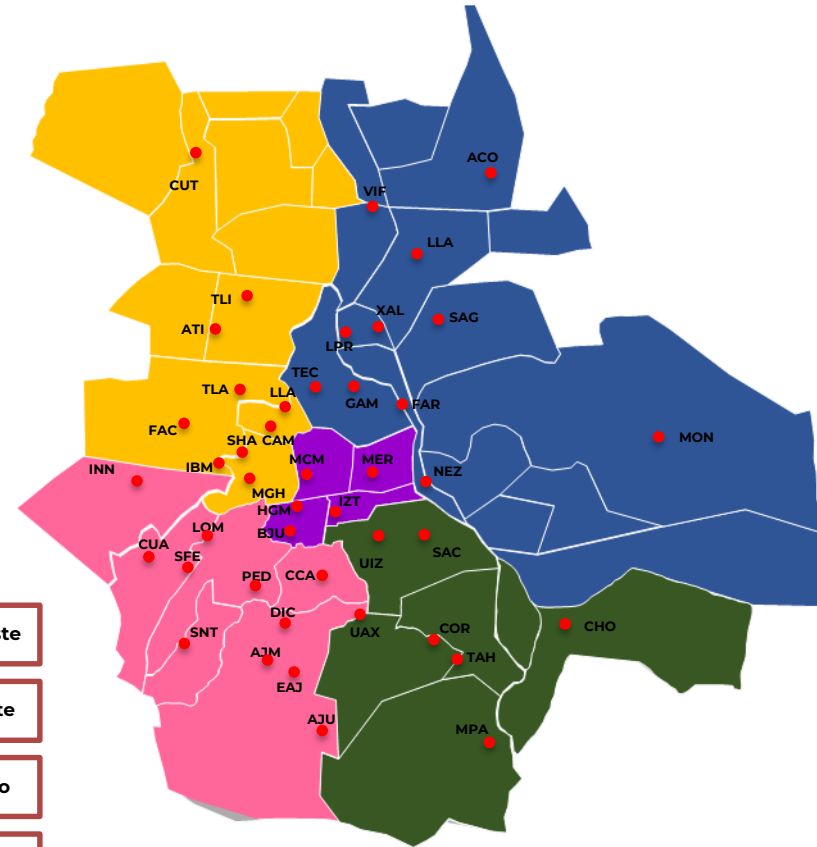 ACO
CUT
VIF
LLA
TLI
XAL
SAG
ATI
LPR
TEC
TLA
LLA
GAM
FAR
FAC
SHA
CAM
MON
INN
IBM
MCM
MER
NEZ
MGH
IZT
HGM
LOM
BJU
CUA
SFE
SAC
UIZ
PED
CCA
DIC
SNT
UAX
COR
CHO
AJM
TAH
EAJ
AJU
MPA